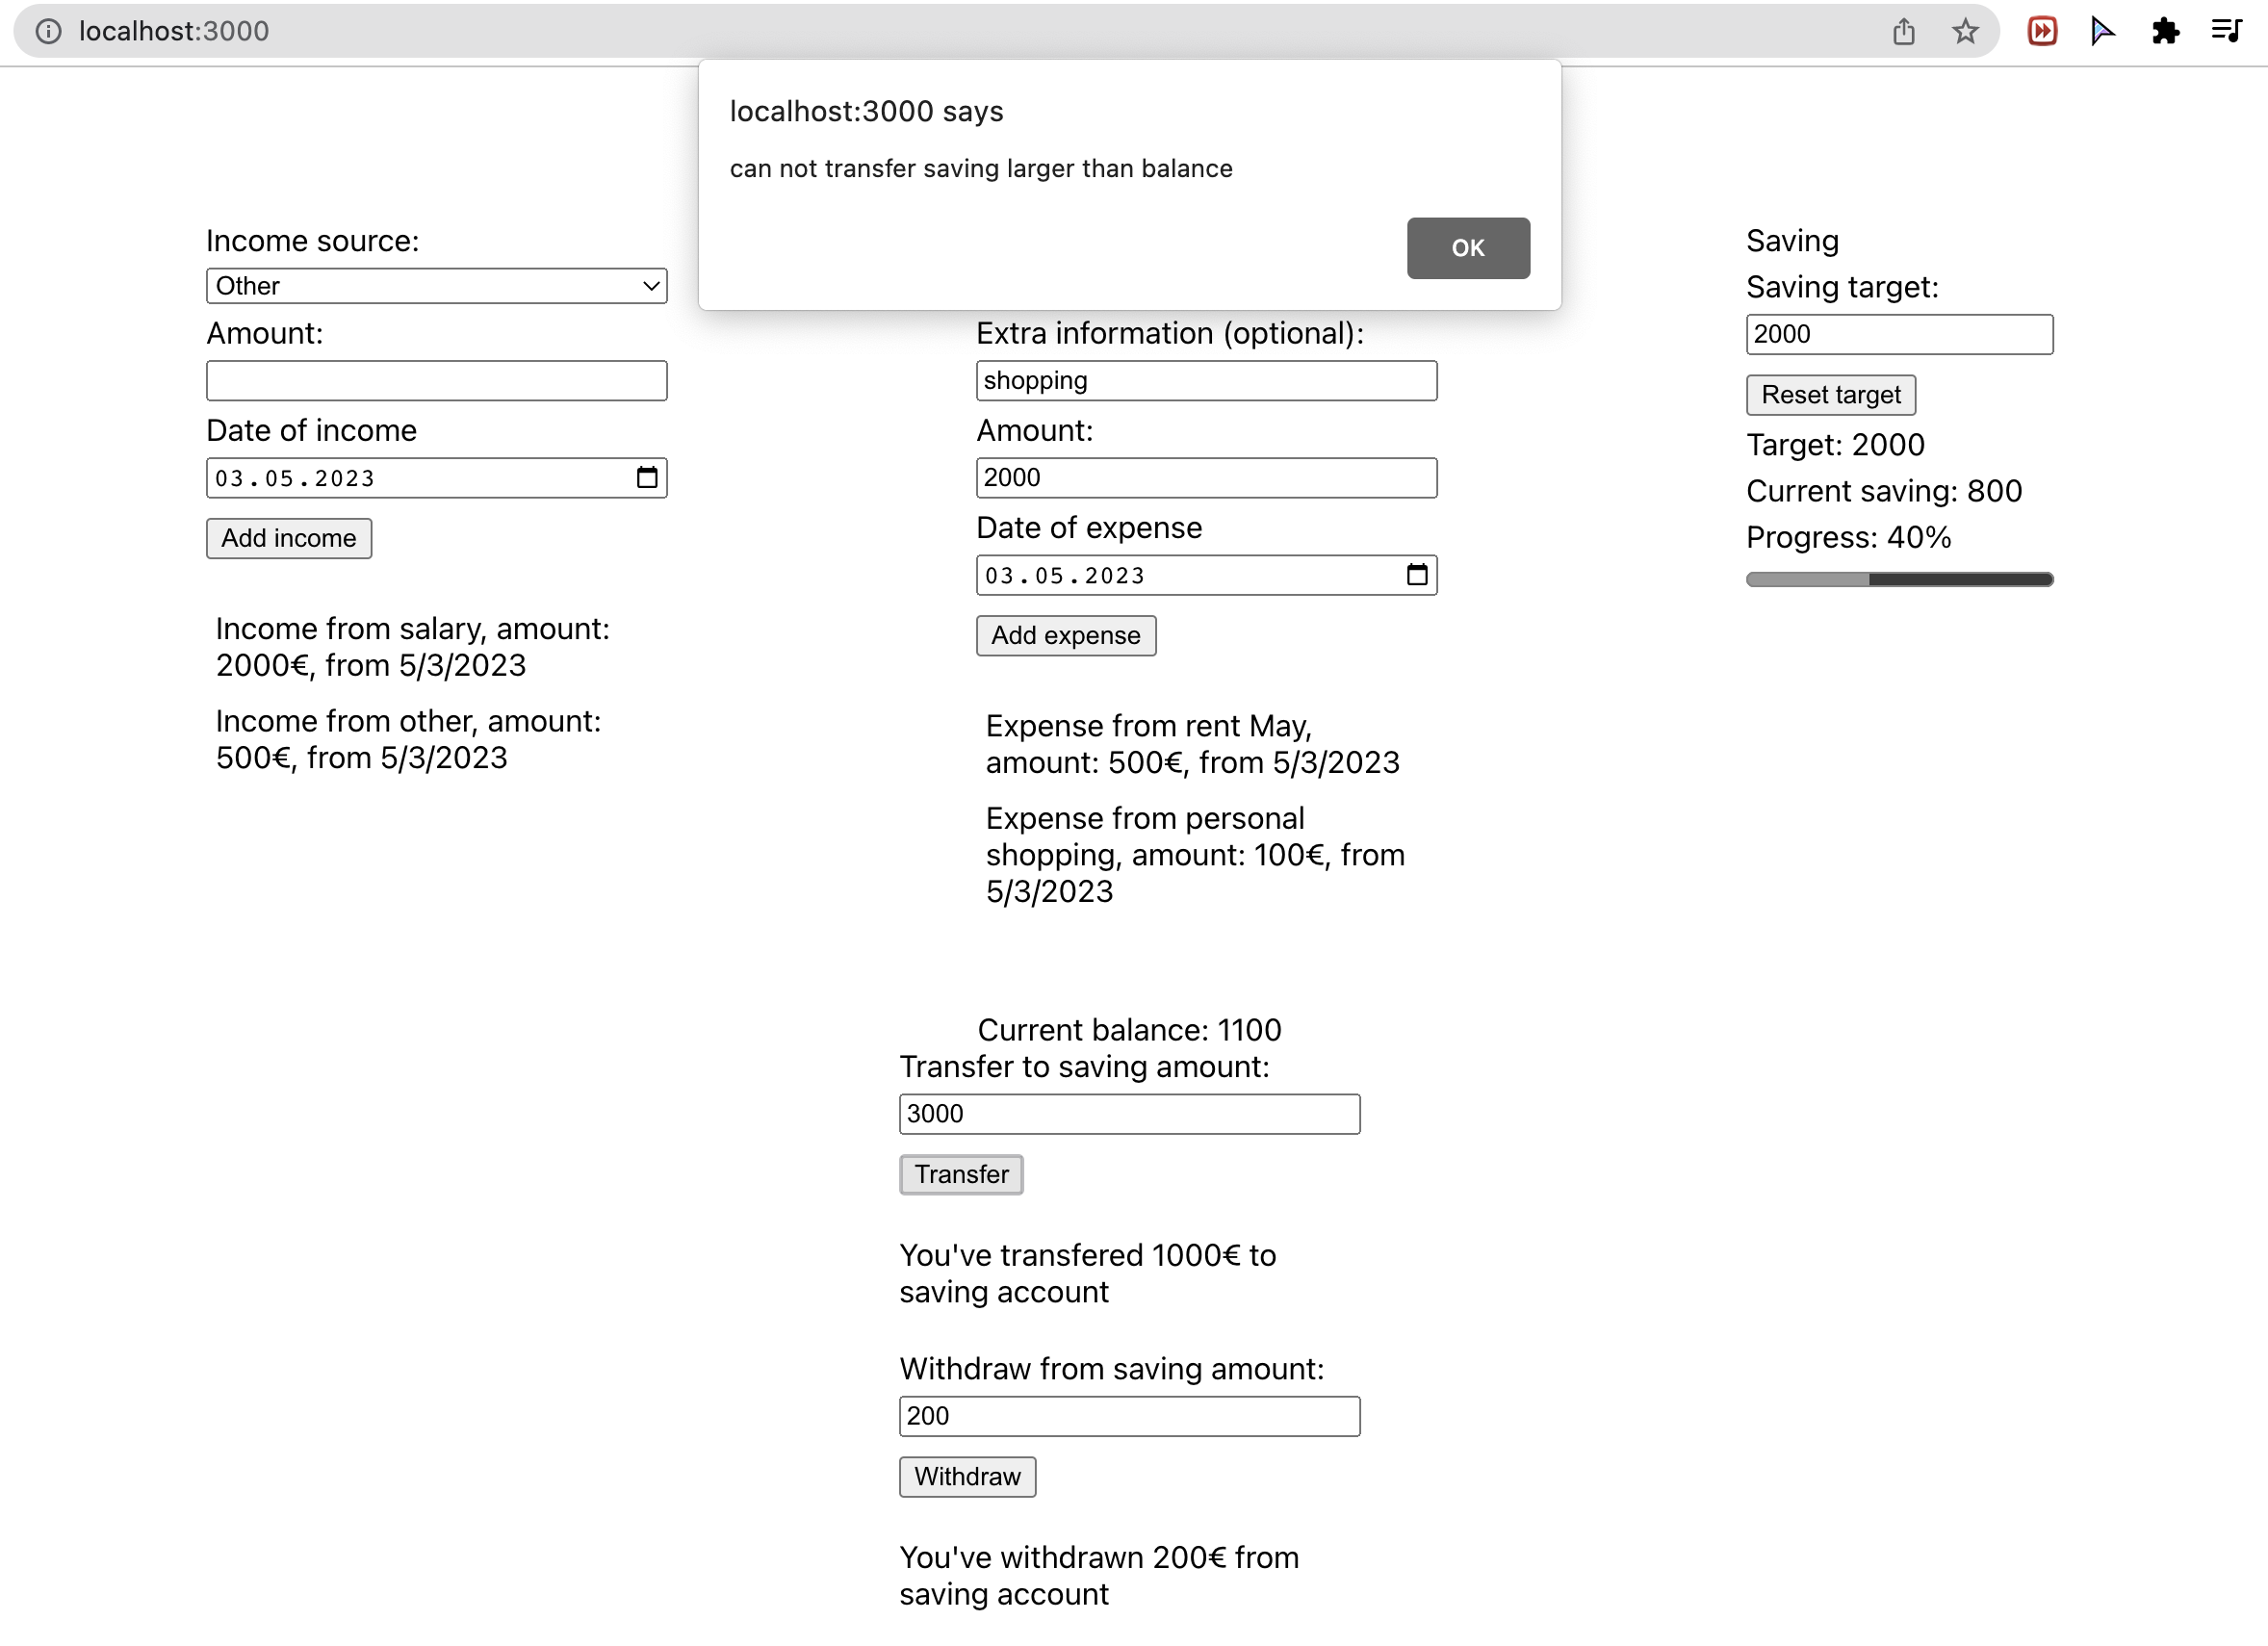 localhost:3000
localhost:3000 says
can not transfer saving larger than balance
OK
Income source:
Other
Amount:
Date of income
03.05.2023
Add income
Income from salary, amount:
2000€, from 5/3/2023
Income from other, amount:
500€, from 5/3/2023
Extra information (optional):
shopping
Amount:
2000
Date of expense
03.05.2023
Add expense
Expense from rent May,
amount: 500€, from 5/3/2023
Expense from personal
shopping, amount: 100€, from
5/3/2023
Saving
Saving target:
2000
Reset target
Target: 2000
Current saving: 800
Progress: 40%
Current balance: 1100
Transfer to saving amount:
3000
Transfer
You've transfered 1000€ to
saving account
Withdraw from saving amount:
200
Withdraw
You've withdrawn 200€ from
saving account